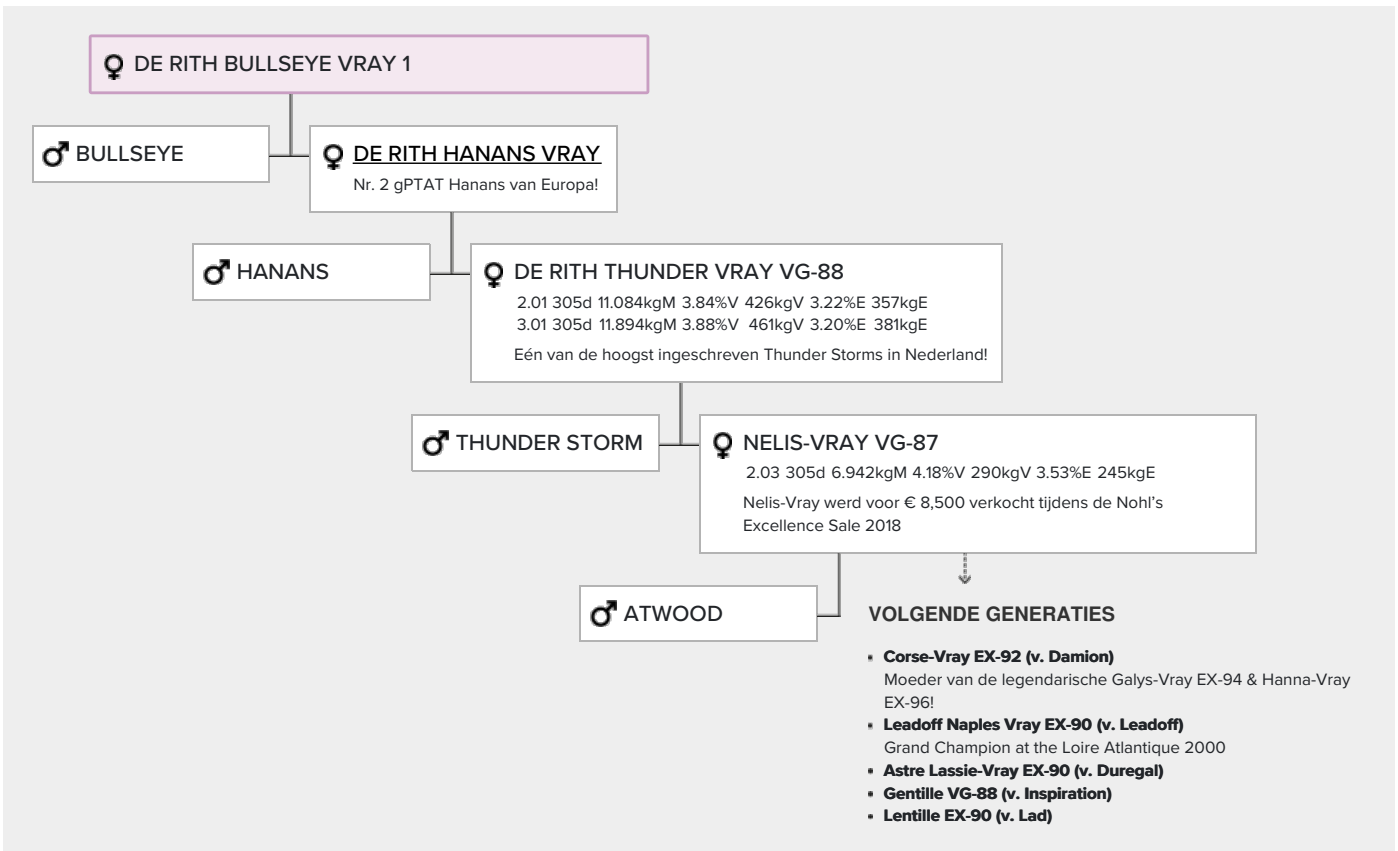 DE RITH BULLSEYE VRAY 1
BULLSEYE
DE RITH HANANS VRAY
Nr. 2 gPTAT Hanans van Europa!
HANANS
DE RITH THUNDER VRAY VG-88
2.01 305d 11.084kgM 3.84%V 426kgV 3.22%E 357kgE
3.01 305d 11.894kgM 3.88%V 461kgV 3.20%E 381kgE
Eén van de hoogst ingeschreven Thunder Storms in Nederland!
THUNDER STORM
NELIS-VRAY VG-87
2.03 305d 6.942kgM 4.18%V 290kgV 3.53%E 245kgE
Nelis-Vray werd voor € 8,500 verkocht tijdens de Nohl's
Excellence Sale 2018
ATWOOD
VOLGENDE GENERATIES
Corse-Vray EX-92 (v. Damion)
Moeder van de legendarische Galys-Vray EX-94 & Hanna-Vray
EX-96!
Leadoff Naples Vray EX-90 (v. Leadoff)
Grand Champion at the Loire Atlantique 2000
Astre Lassie-Vray EX-90 (v. Duregal)
Gentille VG-88 (v. Inspiration)
Lentille EX-90 (v. Lad)